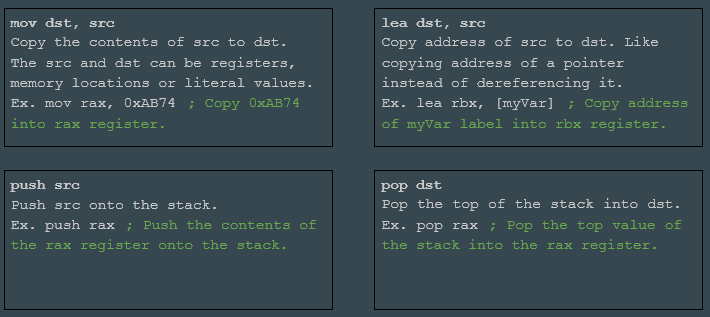 mov dst, src
Copy the contents of src to dst.
The src and dst can be registers,
memory locations or literal values.
Ex. mov rax, 0xAB74 ; Copy 0xAB74
into rax register.
lea dst, src
Copy address of src to dst. Like
copying address of a pointer
instead of dereferencing it.
Ex. lea rbx, [myVar] ; Copy address
of myVar label into rbx register.
push src
Push src onto the stack.
Ex. push rax ; Push the contents of
the rax register onto the stack.
pop dst
Pop the top of the stack into dst.
Ex. pop rax ; Pop the top value of
the stack into the rax register.